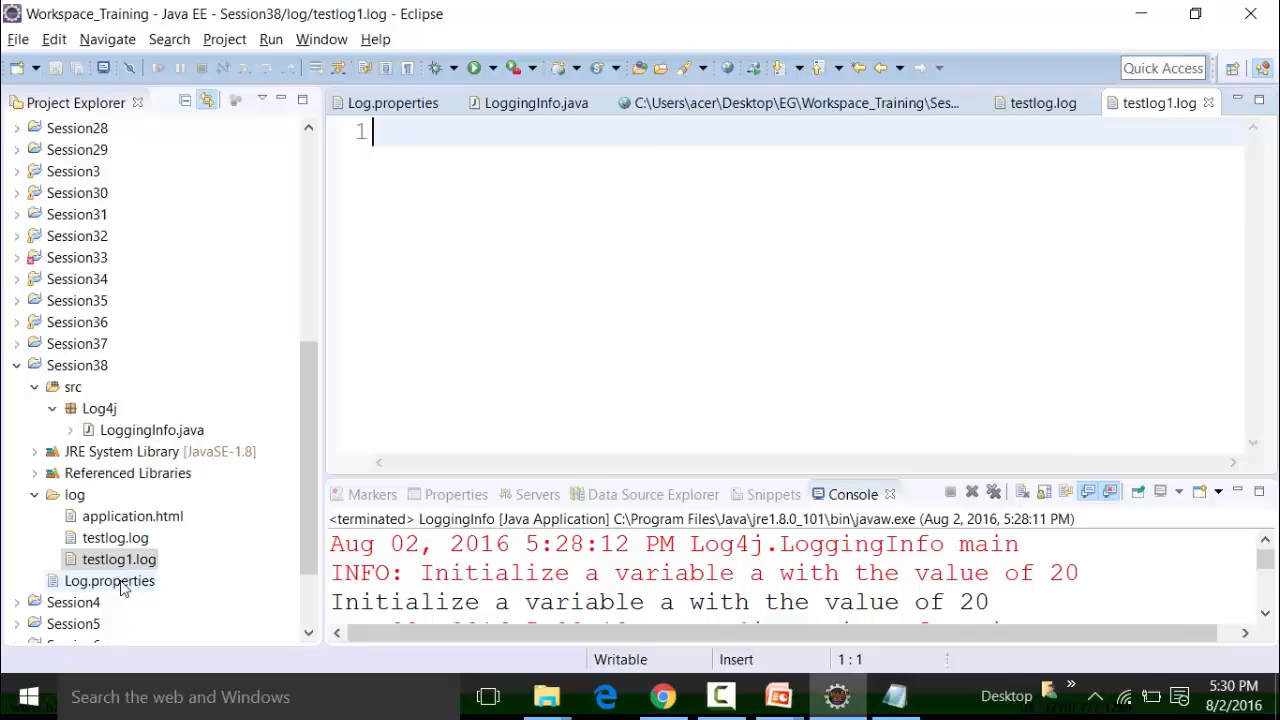 Workspace_Training - Java EE - Session38/log/testlog1.log - Eclipse
File Edit Navigate Search Project Run Window Help
Quick Access
Project Explorer
Log.properties LoggingInfo.java C:\Users\acer\Desktop\EG\Workspace_Training\Ses... testlog.log testlog1.log
1
Session28
Session29
Session3
Session30
Session31
Session32
Session33
Session34
Session35
Session36
Session37
Session38
src
Log4j
LoggingInfo.java
JRE System Library [JavaSE-1.8]
Referenced Libraries
log
application.html
testlog.log
testlog1.log
Log.properties
Session4
Session5
Markers Properties Servers Data Source Explorer Snippets Console
<terminated> LoggingInfo [Java Application] C:\Program Files\Java\jre1.8.0_101\bin\javaw.exe (Aug 2, 2016, 5:28:11 PM)
Aug 02, 2016 5:28:12 PM Log4j.LoggingInfo main
INFO: Initialize a variable a with the value of 20
Initialize a variable a with the value of 20
Writable Insert 1 : 1
Search the web and Windows
Desktop
5:30 PM
8/2/2016